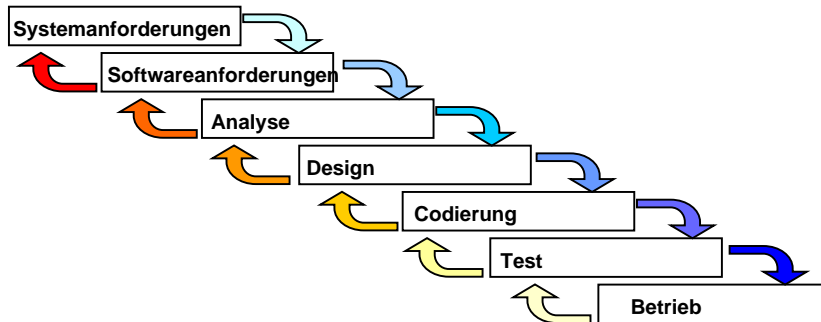 Systemanforderungen
Softwareanforderungen
Analyse
Design
Codierung
Test
Betrieb